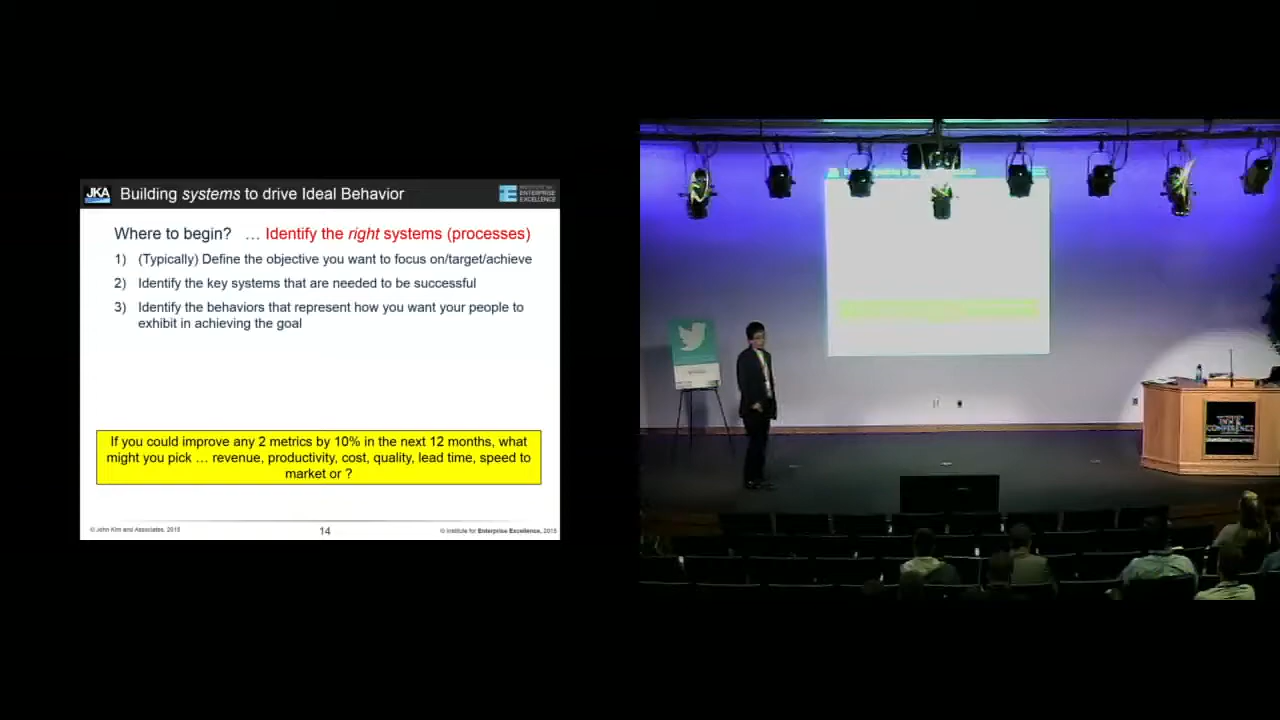 JKA
Building systems to drive Ideal Behavior
INSTITUTE FOR
ENTERPRISE
EXCELLENCE
Where to begin? … Identify the right systems (processes)
1) (Typically) Define the objective you want to focus on/target/achieve
2) Identify the key systems that are needed to be successful
3) Identify the behaviors that represent how you want your people to
exhibit in achieving the goal
If you could improve any 2 metrics by 10% in the next 12 months, what
might you pick … revenue, productivity, cost, quality, lead time, speed to
market or ?
© John Kim and Associates, 2015
14
© Institute for Enterprise Excellence, 2015
CONFERENCE